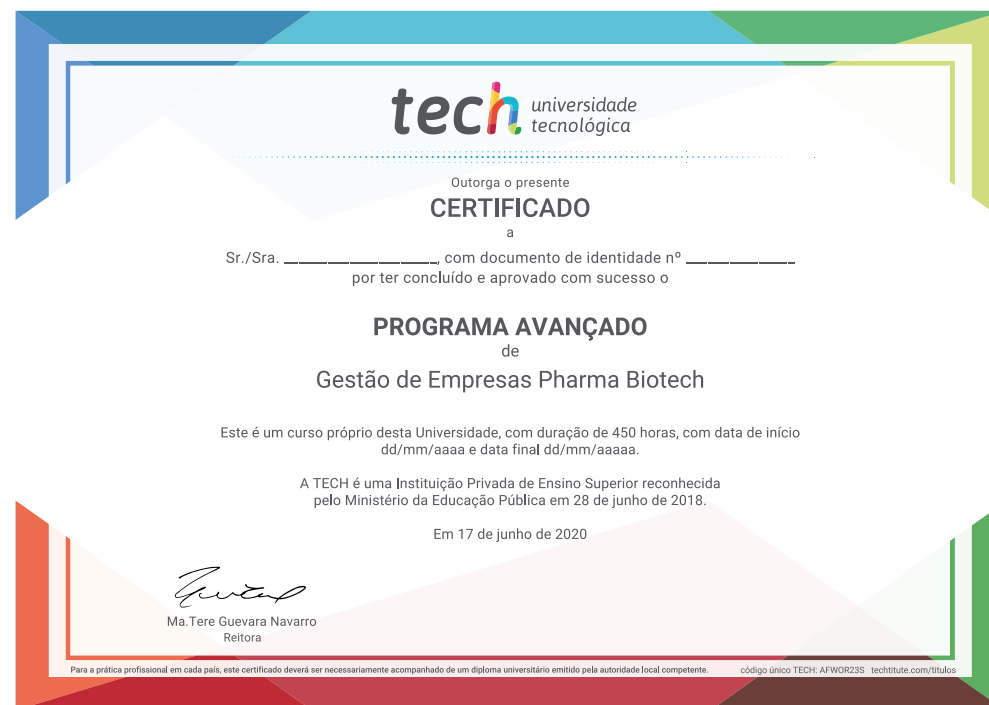 tech universidade
tecnológica
Outorga o presente
CERTIFICADO
a
Sr./Sra. ____________________, com documento de identidade nº ______________
por ter concluído e aprovado com sucesso o
PROGRAMA AVANÇADO
de
Gestão de Empresas Pharma Biotech
Este é um curso próprio desta Universidade, com duração de 450 horas, com data de início
dd/mm/aaaa e data final dd/mm/aaaaa.
A TECH é uma Instituição Privada de Ensino Superior reconhecida
pelo Ministério da Educação Pública em 28 de junho de 2018.
Em 17 de junho de 2020
Ma.Tere Guevara Navarro
Reitora
Para a prática profissional em cada país, este certificado deverá ser necessariamente acompanhado de um diploma universitário emitido pela autoridade local competente.
código único TECH: AFWOR23S techtitute.com/titulos